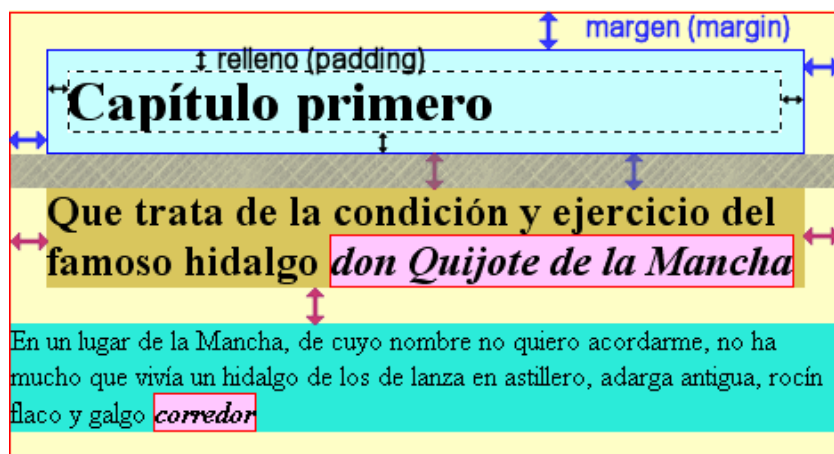 margen (margin)
relleno (padding)
Capítulo primero
Que trata de la condición y ejercicio del
famoso hidalgo don Quijote de la Mancha
En un lugar de la Mancha, de cuyo nombre no quiero acordarme, no ha
mucho que vivía un hidalgo de los de lanza en astillero, adarga antigua, rocín
flaco y galgo corredor